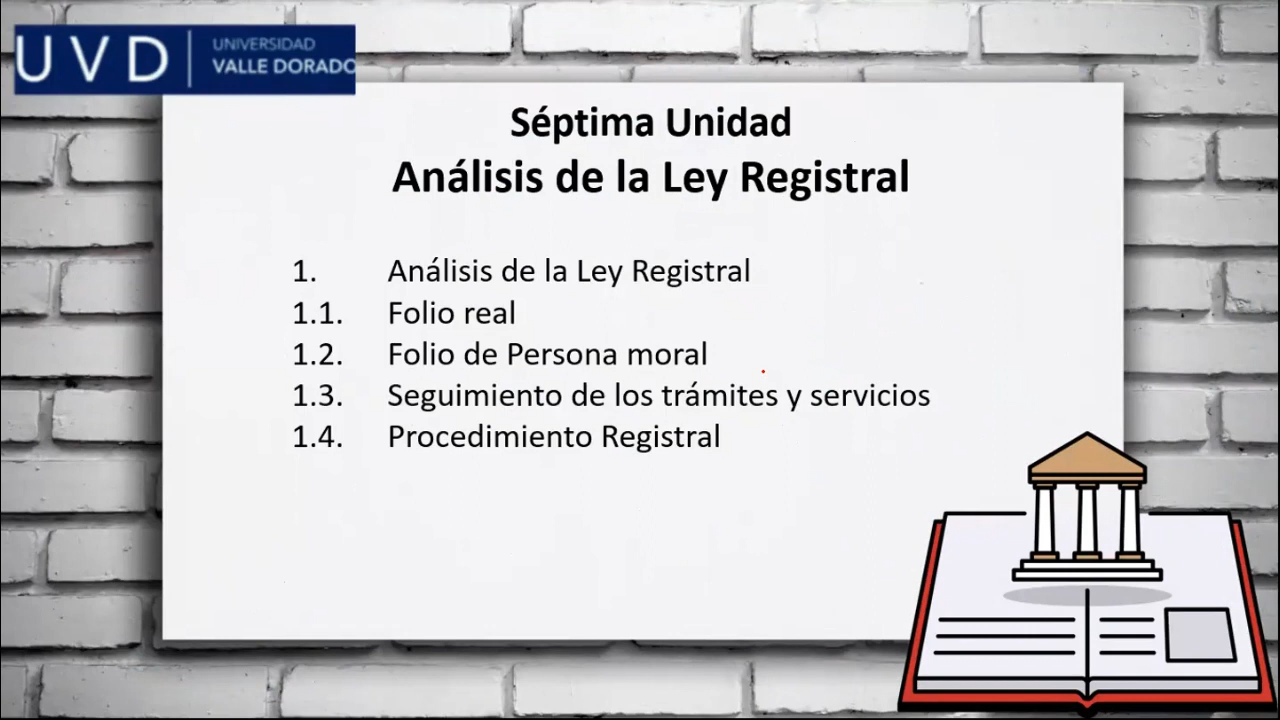 UVD
UNIVERSIDAD
VALLE DORADO
Séptima Unidad
Análisis de la Ley Registral
1. Análisis de la Ley Registral
1.1. Folio real
1.2. Folio de Persona moral
1.3. Seguimiento de los trámites y servicios
1.4. Procedimiento Registral